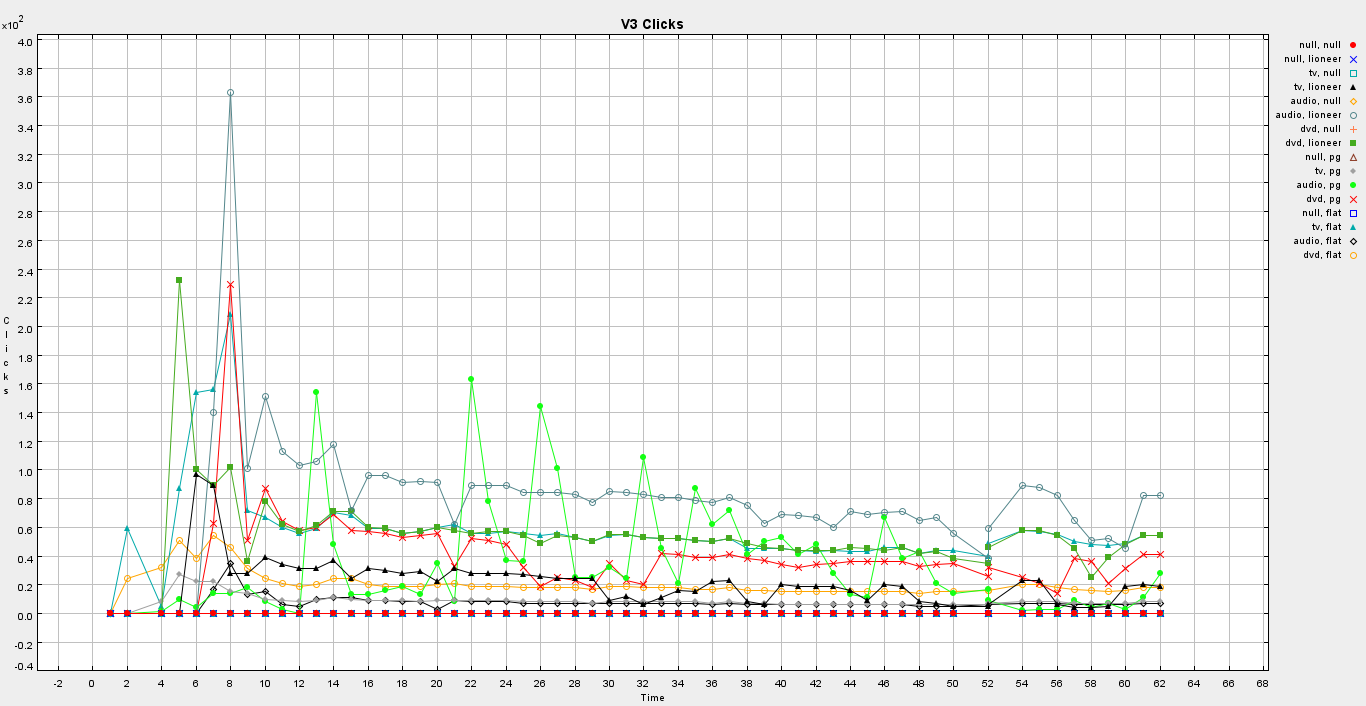 V3 Clicks
x10²
4.0
3.8
3.6
3.4
3.2
3.0
2.8
2.6
2.4
2.2
2.0
1.8
1.6
1.4
1.2
1.0
0.8
0.6
0.4
0.2
0.0
-0.2
-0.4
Clicks
-2 0 2 4 6 8 10 12 14 16 18 20 22 24 26 28 30 32 34 36 38 40 42 44 46 48 50 52 54 56 58 60 62 64 66 68
Time
null, null
null, lioneer
tv, null
tv, lioneer
audio, null
audio, lioneer
dvd, null
dvd, lioneer
null, pg
tv, pg
audio, pg
dvd, pg
null, flat
tv, flat
audio, flat
dvd, flat